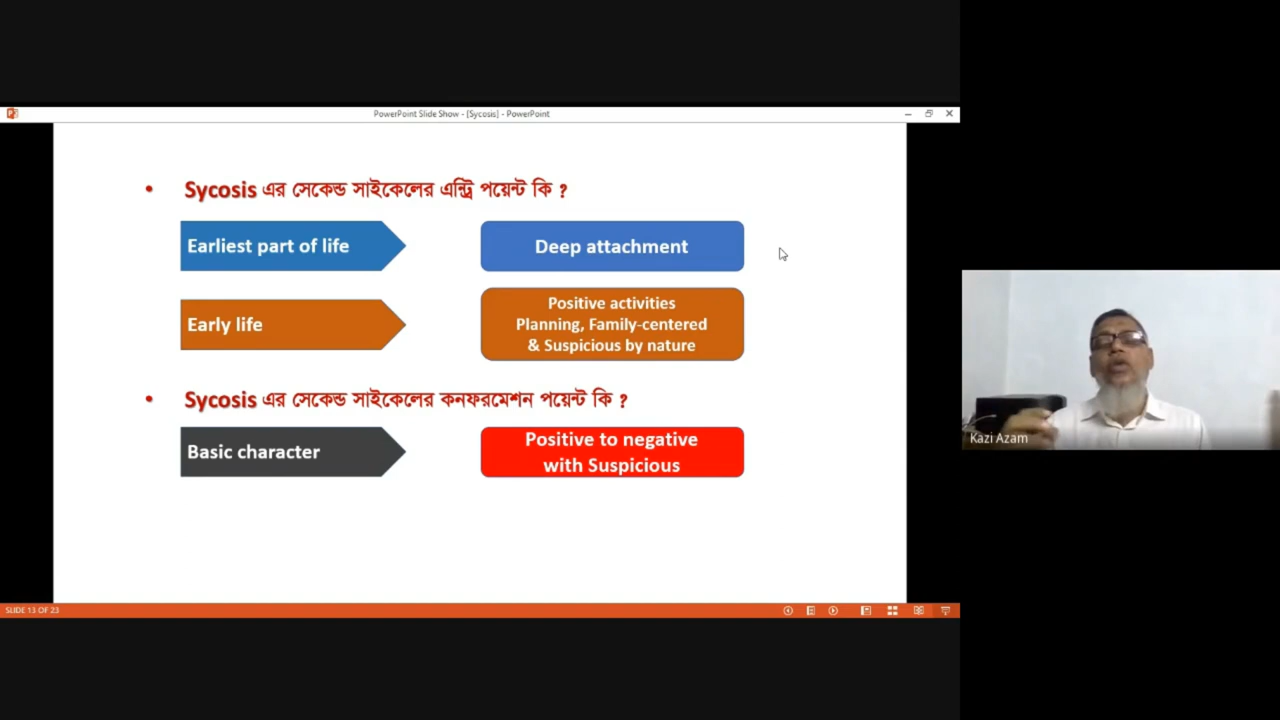 PowerPoint Slide Show - [Sycosis] - PowerPoint
• Sycosis এর সেকেন্ড সাইকেলের এন্ট্রি পয়েন্ট কি ?
Earliest part of life
Deep attachment
Early life
Positive activities
Planning, Family-centered
& Suspicious by nature
• Sycosis এর সেকেন্ড সাইকেলের কনফরমেশন পয়েন্ট কি ?
Basic character
Positive to negative
with Suspicious
Kazi Azam
SLIDE 13 OF 23